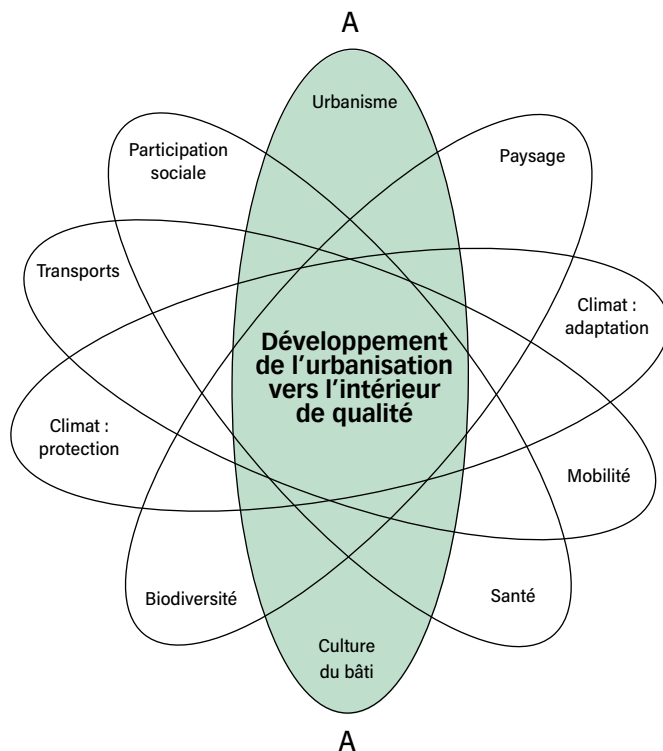 A
Urbanisme
Participation
sociale
Paysage
Transports
Climat :
adaptation
Développement
de l’urbanisation
vers l’intérieur
de qualité
Climat :
protection
Mobilité
Biodiversité
Santé
Culture
du bâti
A